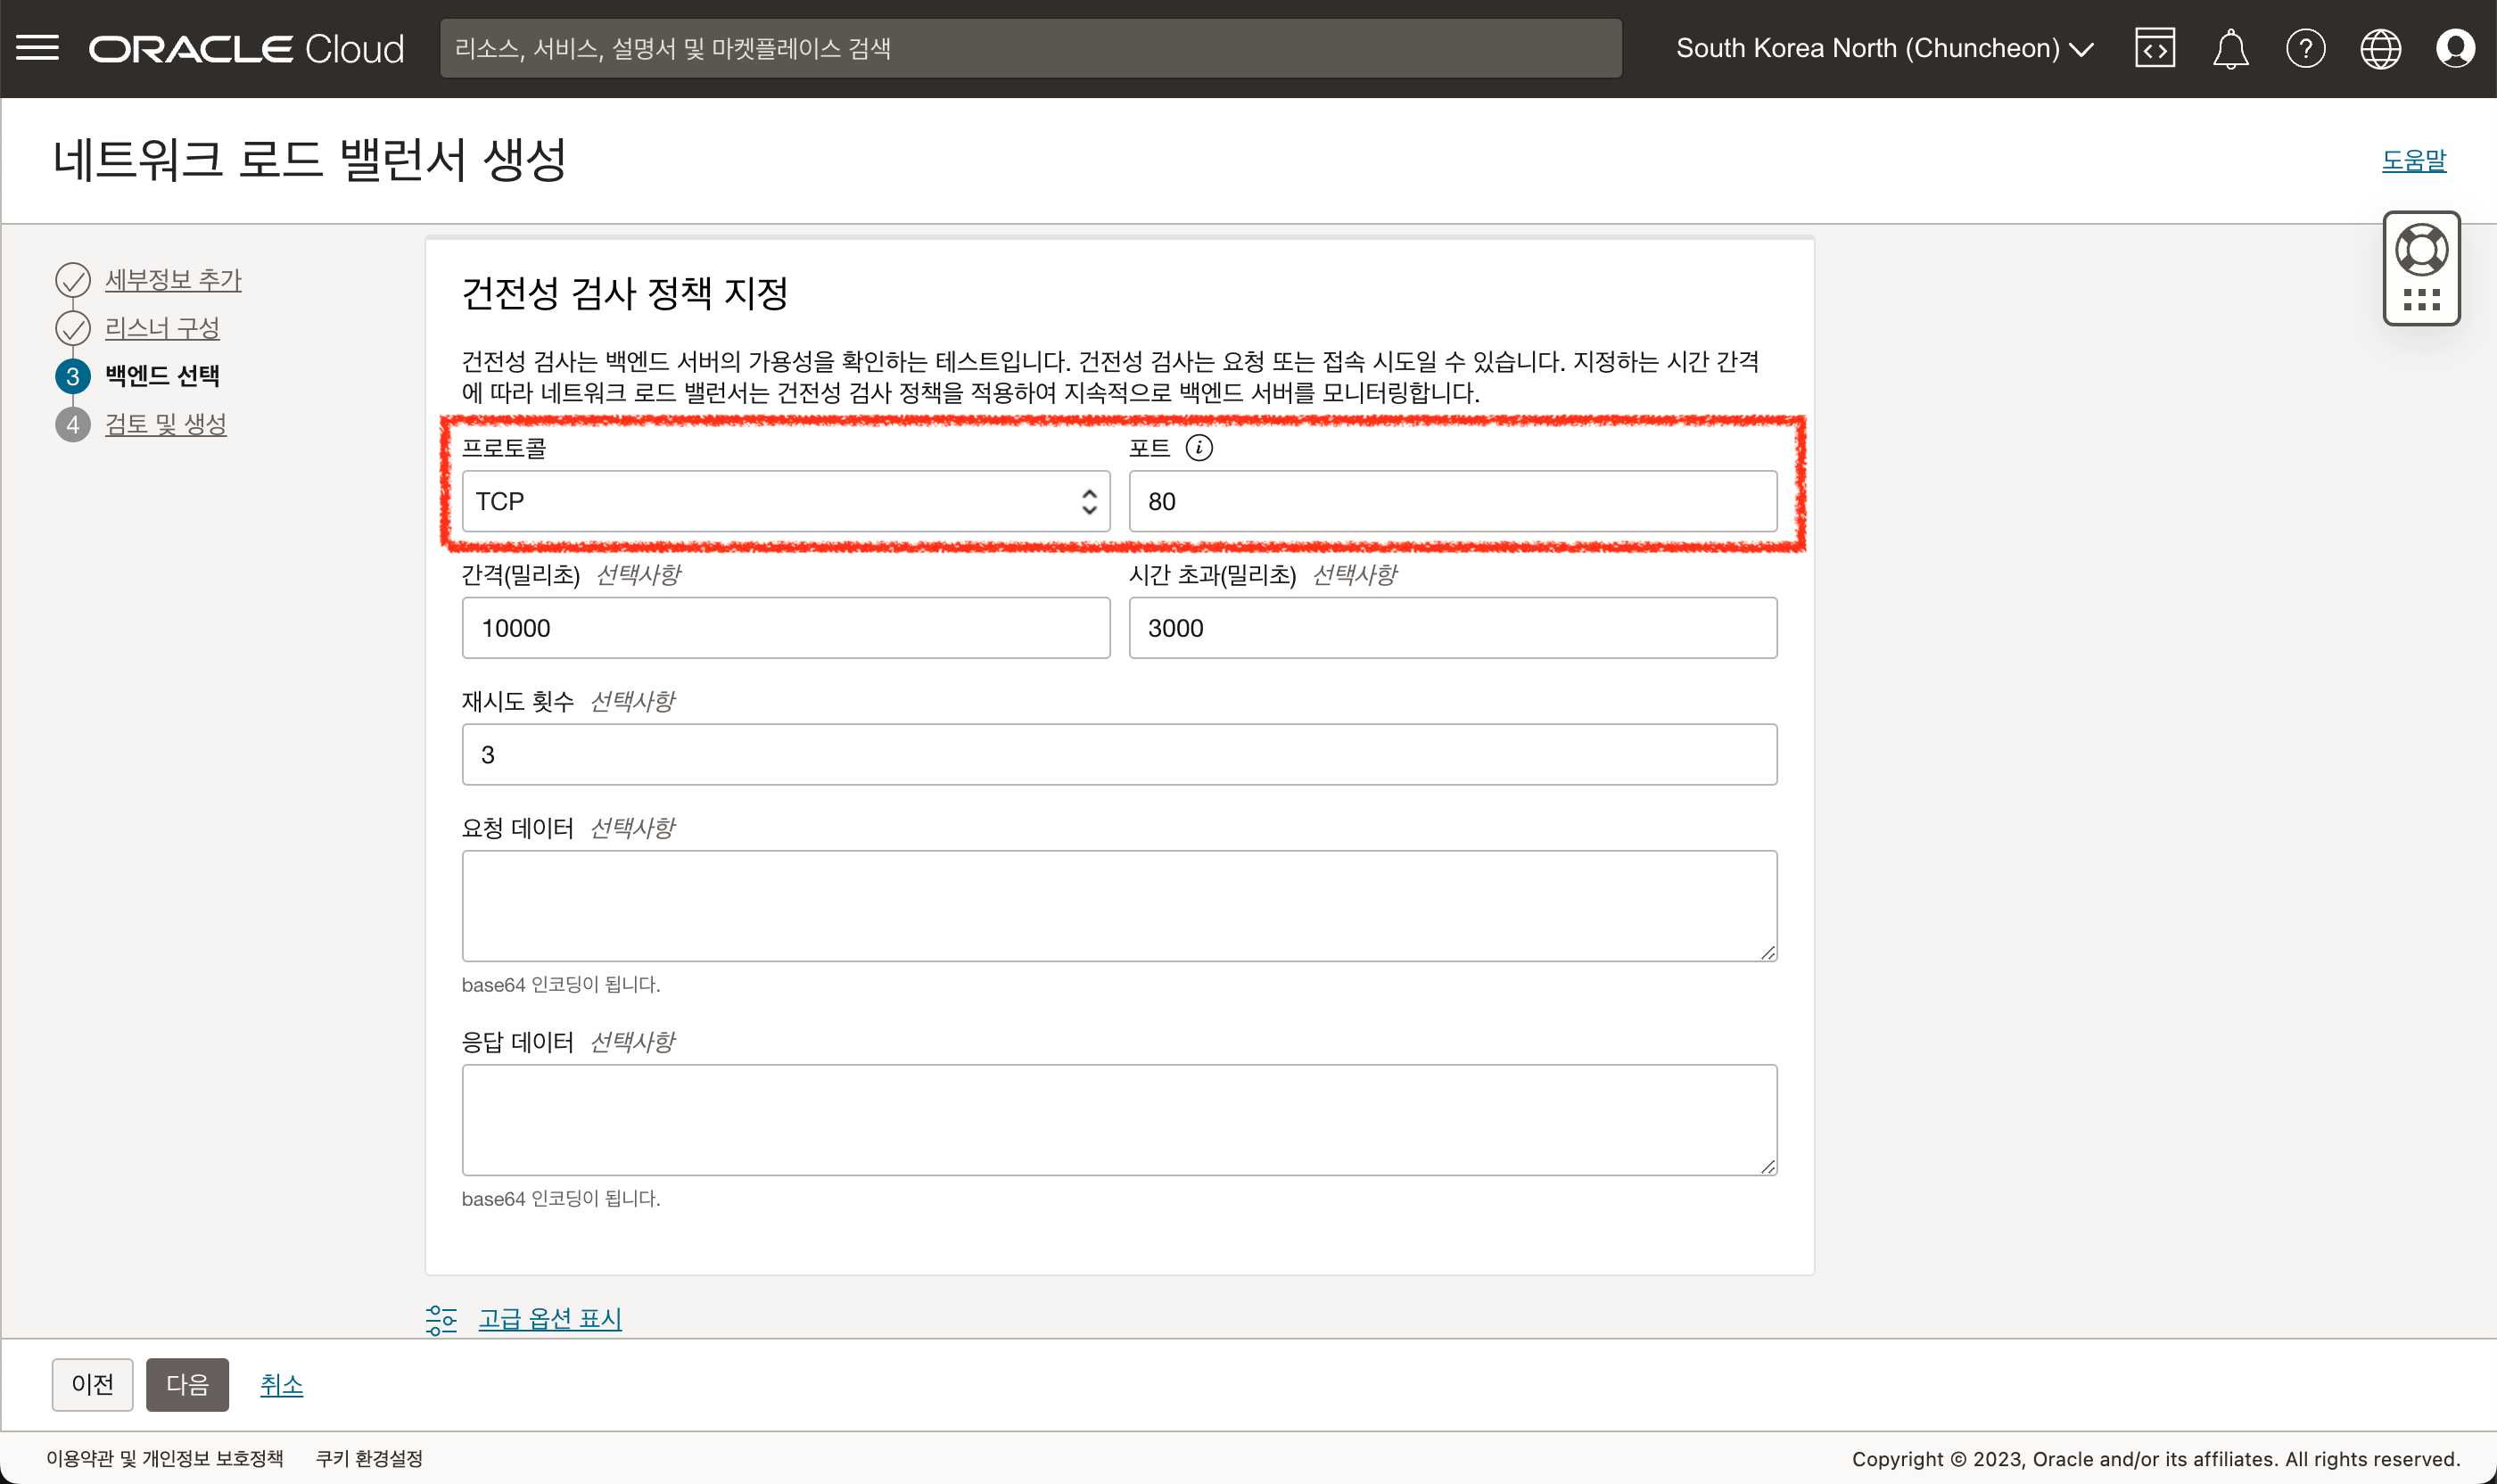 ORACLE Cloud
리소스, 서비스, 설명서 및 마켓플레이스 검색
South Korea North (Chuncheon)
네트워크 로드 밸런서 생성
도움말
세부정보 추가
리스너 구성
3 백엔드 선택
4 검토 및 생성
건전성 검사 정책 지정
건전성 검사는 백엔드 서버의 가용성을 확인하는 테스트입니다. 건전성 검사는 요청 또는 접속 시도일 수 있습니다. 지정하는 시간 간격
에 따라 네트워크 로드 밸런서는 건전성 검사 정책을 적용하여 지속적으로 백엔드 서버를 모니터링합니다.
프로토콜
포트
TCP
80
간격(밀리초) 선택사항
시간 초과(밀리초) 선택사항
10000
3000
재시도 횟수 선택사항
3
요청 데이터 선택사항
base64 인코딩이 됩니다.
응답 데이터 선택사항
base64 인코딩이 됩니다.
고급 옵션 표시
이전
다음
취소
이용약관 및 개인정보 보호정책
쿠키 환경설정
Copyright © 2023, Oracle and/or its affiliates. All rights reserved.